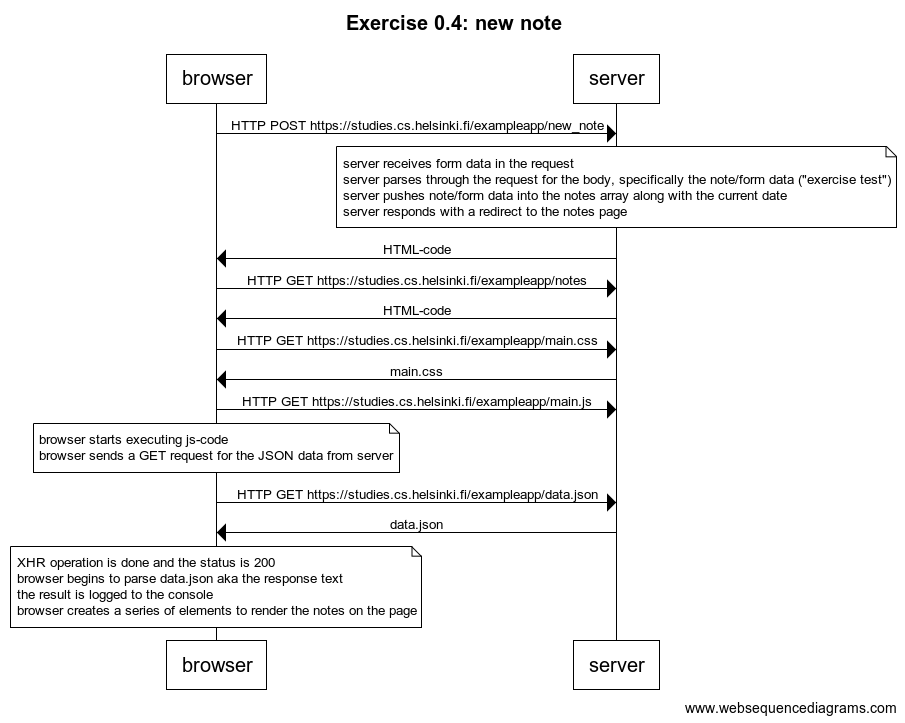 Exercise 0.4: new note
browser
server
HTTP POST https://studies.cs.helsinki.fi/exampleapp/new_note
server receives form data in the request
server parses through the request for the body, specifically the note/form data ("exercise test")
server pushes note/form data into the notes array along with the current date
server responds with a redirect to the notes page
HTML-code
HTTP GET https://studies.cs.helsinki.fi/exampleapp/notes
HTML-code
HTTP GET https://studies.cs.helsinki.fi/exampleapp/main.css
main.css
HTTP GET https://studies.cs.helsinki.fi/exampleapp/main.js
browser starts executing js-code
browser sends a GET request for the JSON data from server
HTTP GET https://studies.cs.helsinki.fi/exampleapp/data.json
data.json
XHR operation is done and the status is 200
browser begins to parse data.json aka the response text
the result is logged to the console
browser creates a series of elements to render the notes on the page
browser
server
www.websequencediagrams.com